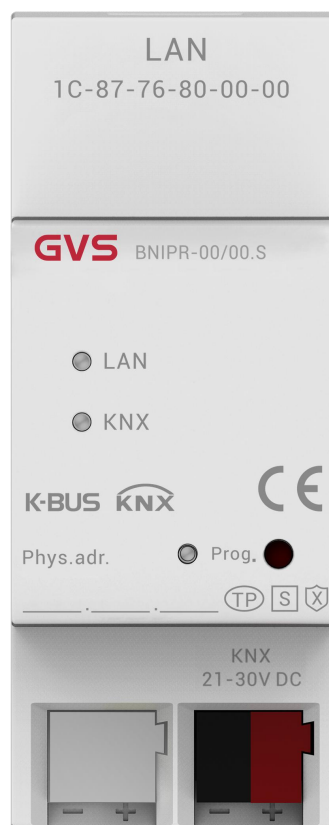 LAN
1C-87-76-80-00-00
GVS BNIPR-00/00.S
LAN
KNX
K-BUS KNX
CE
Phys.adr. Prog.
TP S X
KNX
21-30V DC
- + - +